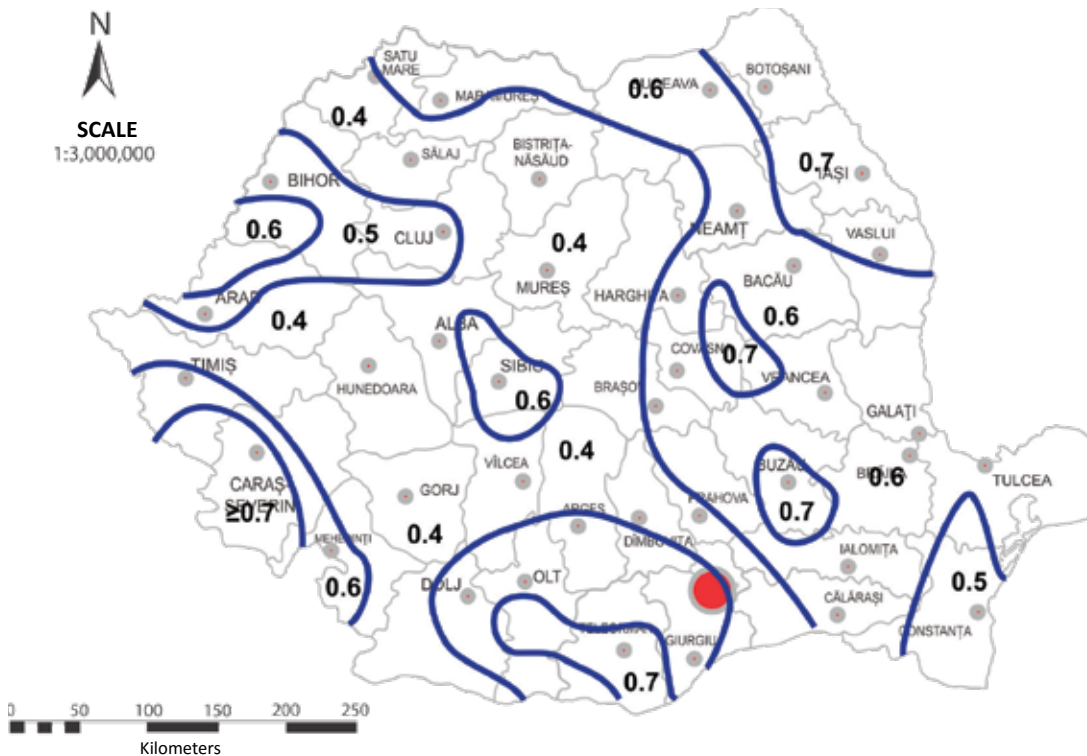 N
SCALE
1:3,000,000
SATU
MARE
MARAMUREȘ
0.6
BOTOȘANI
0.4
SĂLAJ
BISTRIȚA-
NĂSĂUD
0.7
IAȘI
BIHOR
0.6
0.5
CLUJ
0.4
NEAMȚ
VASLUI
MUREȘ
HARGHITA
BACĂU
0.6
ARAD
0.4
ALBA
TIMIȘ
HUNEDOARA
SIBIU
0.6
BRAȘOV
COVASNA
0.7
VRANCEA
GALAȚI
CARAȘ-
SEVERIN
≥0.7
VÎLCEA
0.4
BUZĂU
0.7
0.6
TULCEA
GORJ
0.4
ARGEȘ
DÎMBOVIȚA
PRAHOVA
IALOMIȚA
0.6
DOLJ
OLT
CĂLĂRAȘI
0.5
CONSTANȚA
GIURGIU
0.7
0 50 100 150 200 250
Kilometers